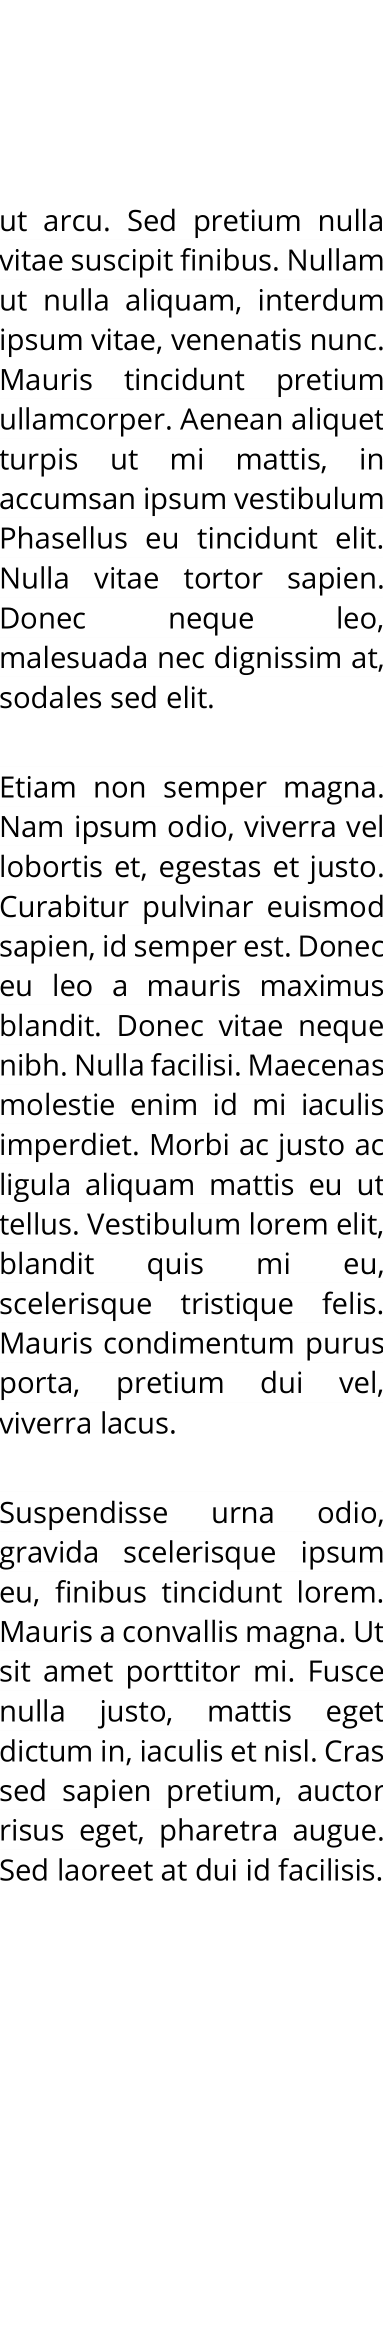 ut arcu. Sed pretium nulla
vitae suscipit finibus. Nullam
ut nulla aliquam, interdum
ipsum vitae, venenatis nunc.
Mauris tincidunt pretium
ullamcorper. Aenean aliquet
turpis ut mi mattis, in
accumsan ipsum vestibulum
Phasellus eu tincidunt elit.
Nulla vitae tortor sapien.
Donec neque leo,
malesuada nec dignissim at,
sodales sed elit.

Etiam non semper magna.
Nam ipsum odio, viverra vel
lobortis et, egestas et justo.
Curabitur pulvinar euismod
sapien, id semper est. Donec
eu leo a mauris maximus
blandit. Donec vitae neque
nibh. Nulla facilisi. Maecenas
molestie enim id mi iaculis
imperdiet. Morbi ac justo ac
ligula aliquam mattis eu ut
tellus. Vestibulum lorem elit,
blandit quis mi eu,
scelerisque tristique felis.
Mauris condimentum purus
porta, pretium dui vel,
viverra lacus.

Suspendisse urna odio,
gravida scelerisque ipsum
eu, finibus tincidunt lorem.
Mauris a convallis magna. Ut
sit amet porttitor mi. Fusce
nulla justo, mattis eget
dictum in, iaculis et nisl. Cras
sed sapien pretium, auctor
risus eget, pharetra augue.
Sed laoreet at dui id facilisis.